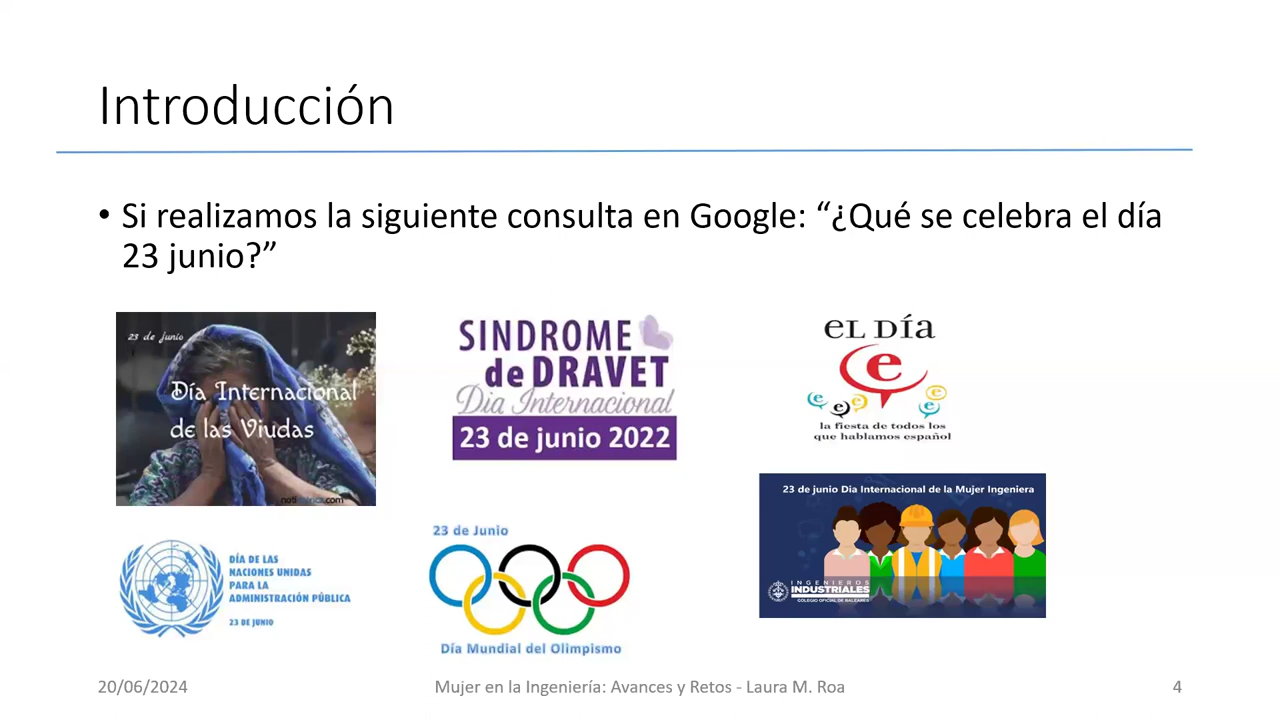 Introducción
• Si realizamos la siguiente consulta en Google: “¿Qué se celebra el día
23 junio?”
23 de junio
Día Internacional
de las Viudas
SINDROME
de DRAVET
Dia Internacional
23 de junio 2022
EL DÍA
e
e e e e e
la fiesta de todos los
que hablamos español
23 de junio Dia Internacional de la Mujer Ingeniera
INGENIEROS
INDUSTRIALES
COLEGIO OFICIAL DE BALEARES
DÍA DE LAS
NACIONES UNIDAS
PARA LA
ADMINISTRACIÓN PÚBLICA
23 DE JUNIO
23 de Junio
Día Mundial del Olimpismo
20/06/2024
Mujer en la Ingeniería: Avances y Retos - Laura M. Roa
4